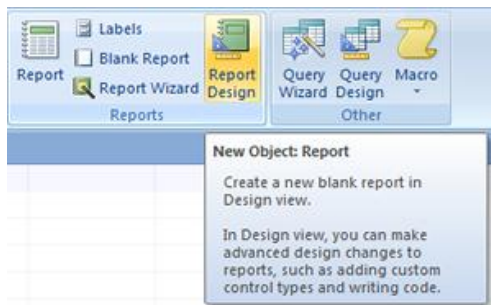 Report
Labels
Blank Report
Report Wizard
Report
Design
Query
Wizard
Query
Design
Macro
Reports
Other
New Object: Report
Create a new blank report in
Design view.
In Design view, you can make
advanced design changes to
reports, such as adding custom
control types and writing code.